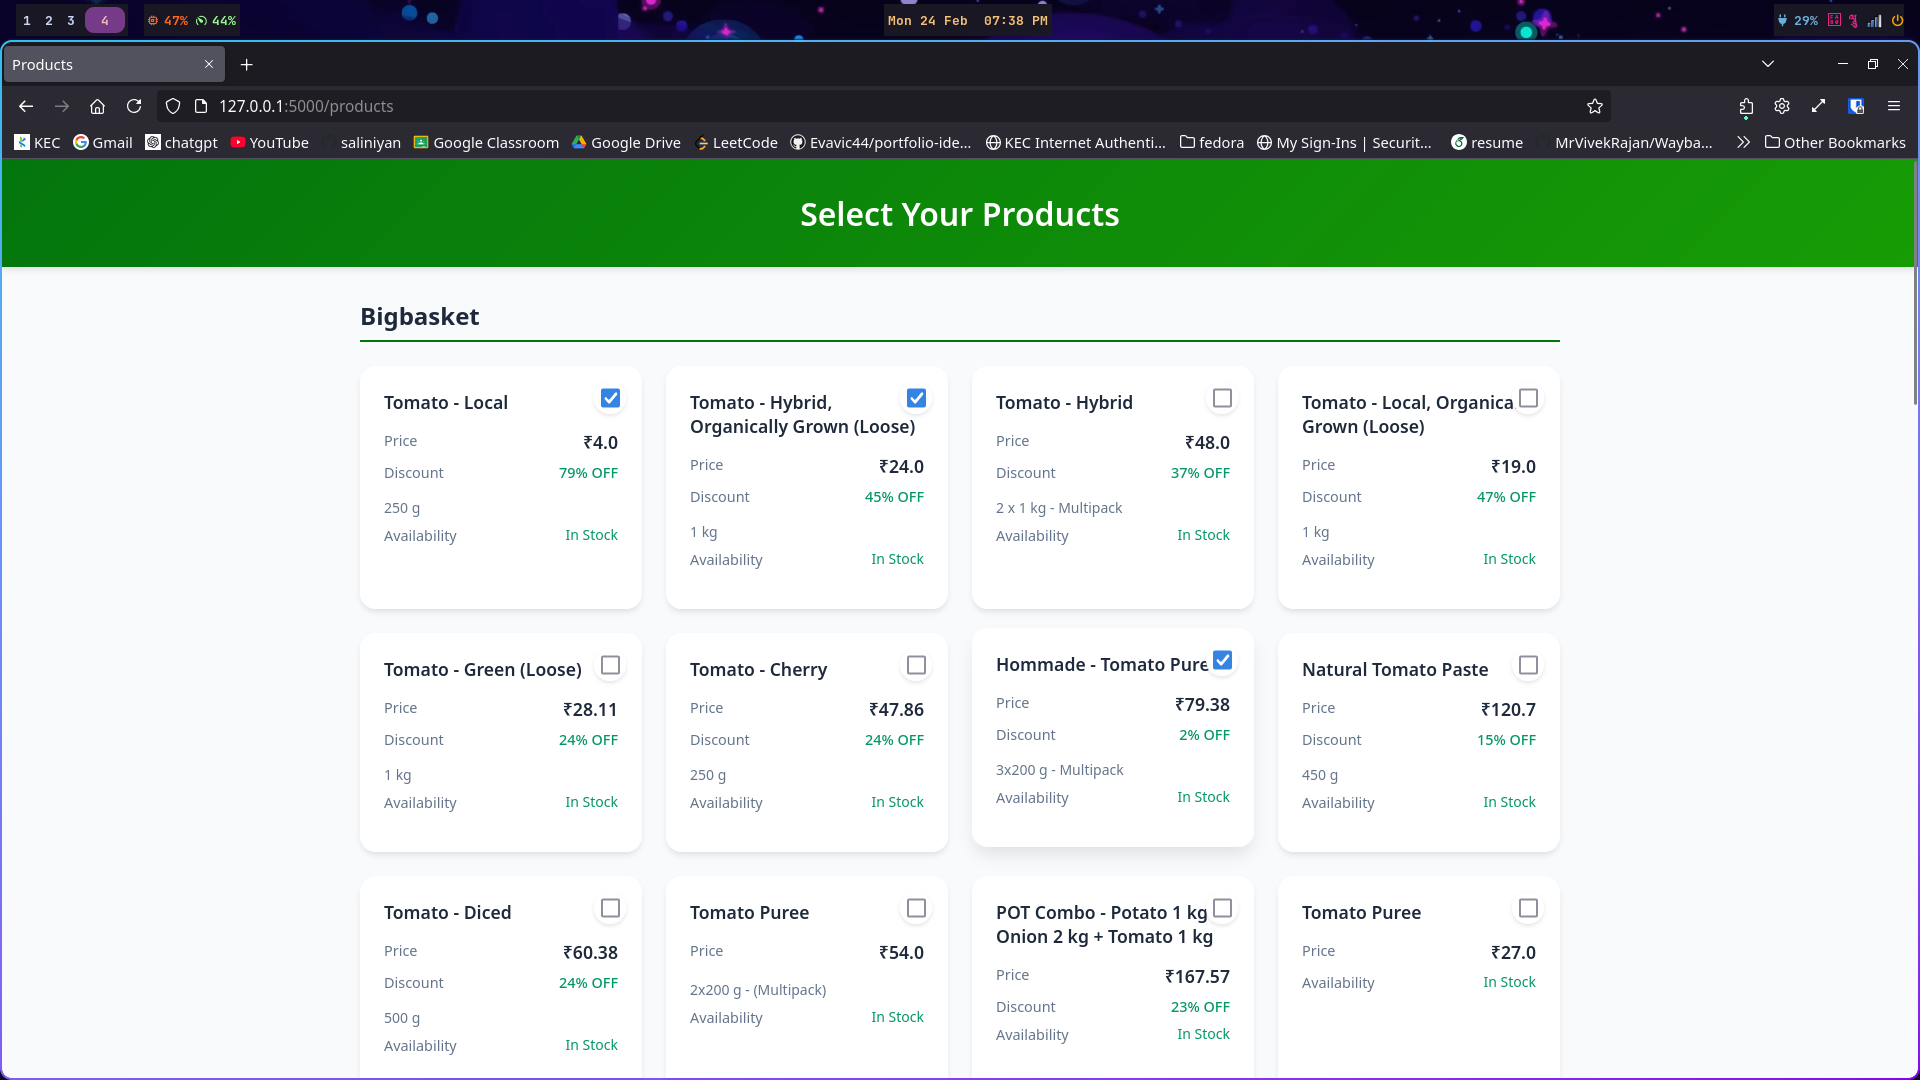 1 2 3 4 47% 44% Mon 24 Feb 07:38 PM 29%
Products
127.0.0.1:5000/products
KEC Gmail chatgpt YouTube saliniyan Google Classroom Google Drive LeetCode Evavic44/portfolio-ide... KEC Internet Authenti... fedora My Sign-Ins | Securit... resume MrVivekRajan/Wayba... Other Bookmarks
Select Your Products
Bigbasket
Tomato - Local
Price ₹4.0
Discount 79% OFF
250 g
Availability In Stock
Tomato - Hybrid,
Organically Grown (Loose)
Price ₹24.0
Discount 45% OFF
1 kg
Availability In Stock
Tomato - Hybrid
Price ₹48.0
Discount 37% OFF
2 x 1 kg - Multipack
Availability In Stock
Tomato - Local, Organica
Grown (Loose)
Price ₹19.0
Discount 47% OFF
1 kg
Availability In Stock
Tomato - Green (Loose)
Price ₹28.11
Discount 24% OFF
1 kg
Availability In Stock
Tomato - Cherry
Price ₹47.86
Discount 24% OFF
250 g
Availability In Stock
Hommade - Tomato Pure
Price ₹79.38
Discount 2% OFF
3x200 g - Multipack
Availability In Stock
Natural Tomato Paste
Price ₹120.7
Discount 15% OFF
450 g
Availability In Stock
Tomato - Diced
Price ₹60.38
Discount 24% OFF
500 g
Availability In Stock
Tomato Puree
Price ₹54.0
2x200 g - (Multipack)
Availability In Stock
POT Combo - Potato 1 kg
Onion 2 kg + Tomato 1 kg
Price ₹167.57
Discount 23% OFF
Availability In Stock
Tomato Puree
Price ₹27.0
Availability In Stock